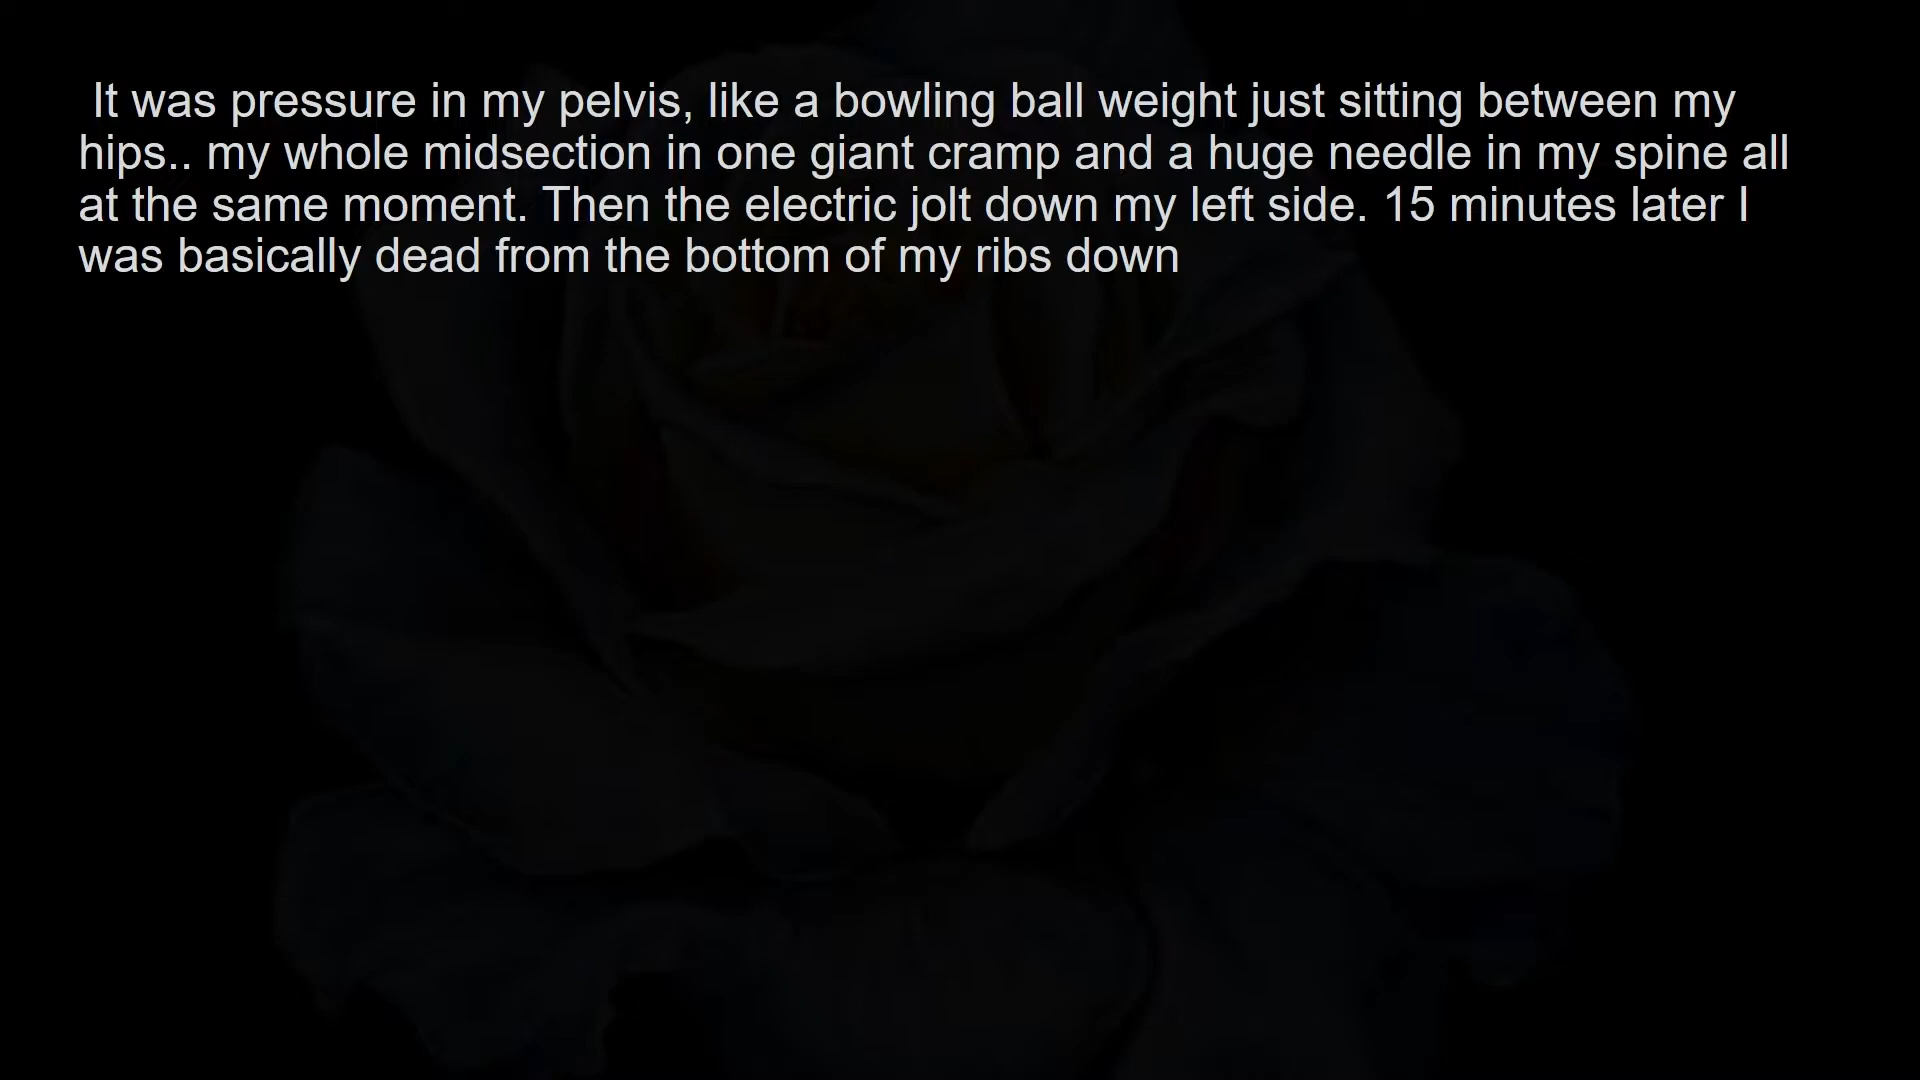 It was pressure in my pelvis, like a bowling ball weight just sitting between my
hips.. my whole midsection in one giant cramp and a huge needle in my spine all
at the same moment. Then the electric jolt down my left side. 15 minutes later I
was basically dead from the bottom of my ribs down